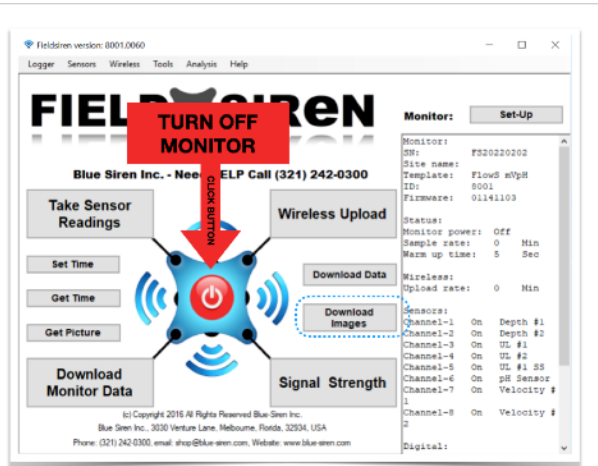 Fieldsiren version: 8001.0060
Logger Sensors Wireless Tools Analysis Help
FIELD SIReN
TURN OFF
MONITOR
CLICK BUTTON
Blue Siren Inc. - Need HELP Call (321) 242-0300
Take Sensor
Readings
Wireless Upload
Set Time
Get Time
Get Picture
Download Data
Download
Images
Download
Monitor Data
Signal Strength
(c) Copyright 2016 All Rights Reserved Blue-Siren Inc.
Blue Siren Inc., 3030 Venture Lane, Melbourne, Florida, 32934, USA
Phone: (321) 242-0300, email: shop@blue-siren.com, Website: www.blue-siren.com
Monitor: Set-Up
Monitor:
SN: FS20220202
Site name:
Template: FlowS mVpH
ID: 8001
Firmware: 01141103
Status:
Monitor power: Off
Sample rate: 0 Min
Warm up time: 5 Sec
Wireless:
Upload rate: 0 Min
Sensors:
Channel-1 On Depth #1
Channel-2 On Depth #2
Channel-3 On UL #1
Channel-4 On UL #2
Channel-5 On UL #1 SS
Channel-6 On pH Sensor
Channel-7 On Velocity #
1
Channel-8 On Velocity #
2
Digital: